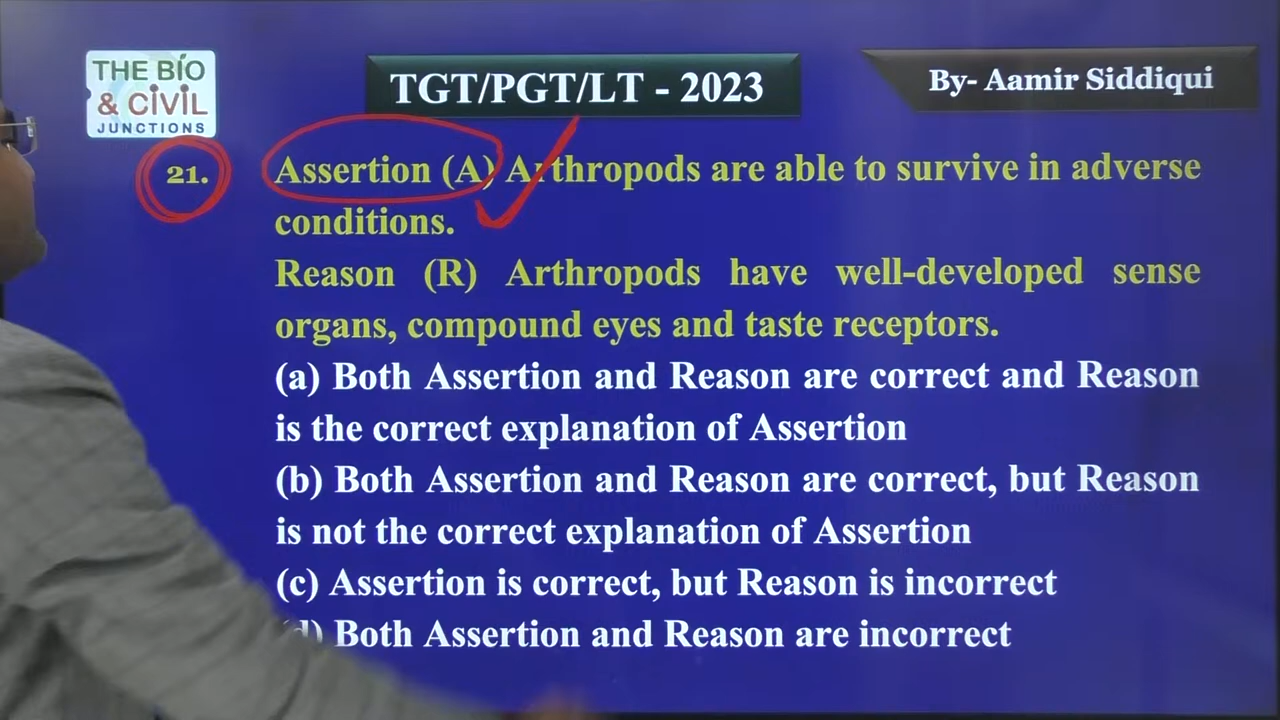 THE BIO
& CIVIL
JUNCTIONS
TGT/PGT/LT - 2023
By- Aamir Siddiqui
21. Assertion (A) Arthropods are able to survive in adverse
conditions.
Reason (R) Arthropods have well-developed sense
organs, compound eyes and taste receptors.
(a) Both Assertion and Reason are correct and Reason
is the correct explanation of Assertion
(b) Both Assertion and Reason are correct, but Reason
is not the correct explanation of Assertion
(c) Assertion is correct, but Reason is incorrect
(d) Both Assertion and Reason are incorrect